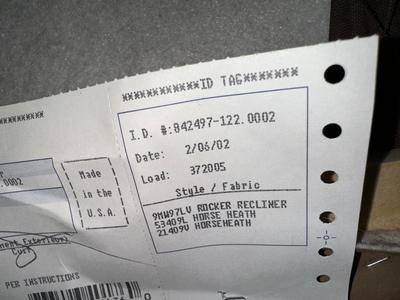 ************ID TAG********
***********
I.D. #:842497-122.0002
Date: 2/06/02
Load: 372005
Style / Fabric
9MW97LV ROCKER RECLINER
53409L HORSE HEATH
21409V HORSEHEATH
.0002
Made
in the
U.S.A.
PER INSTRUCTIONS